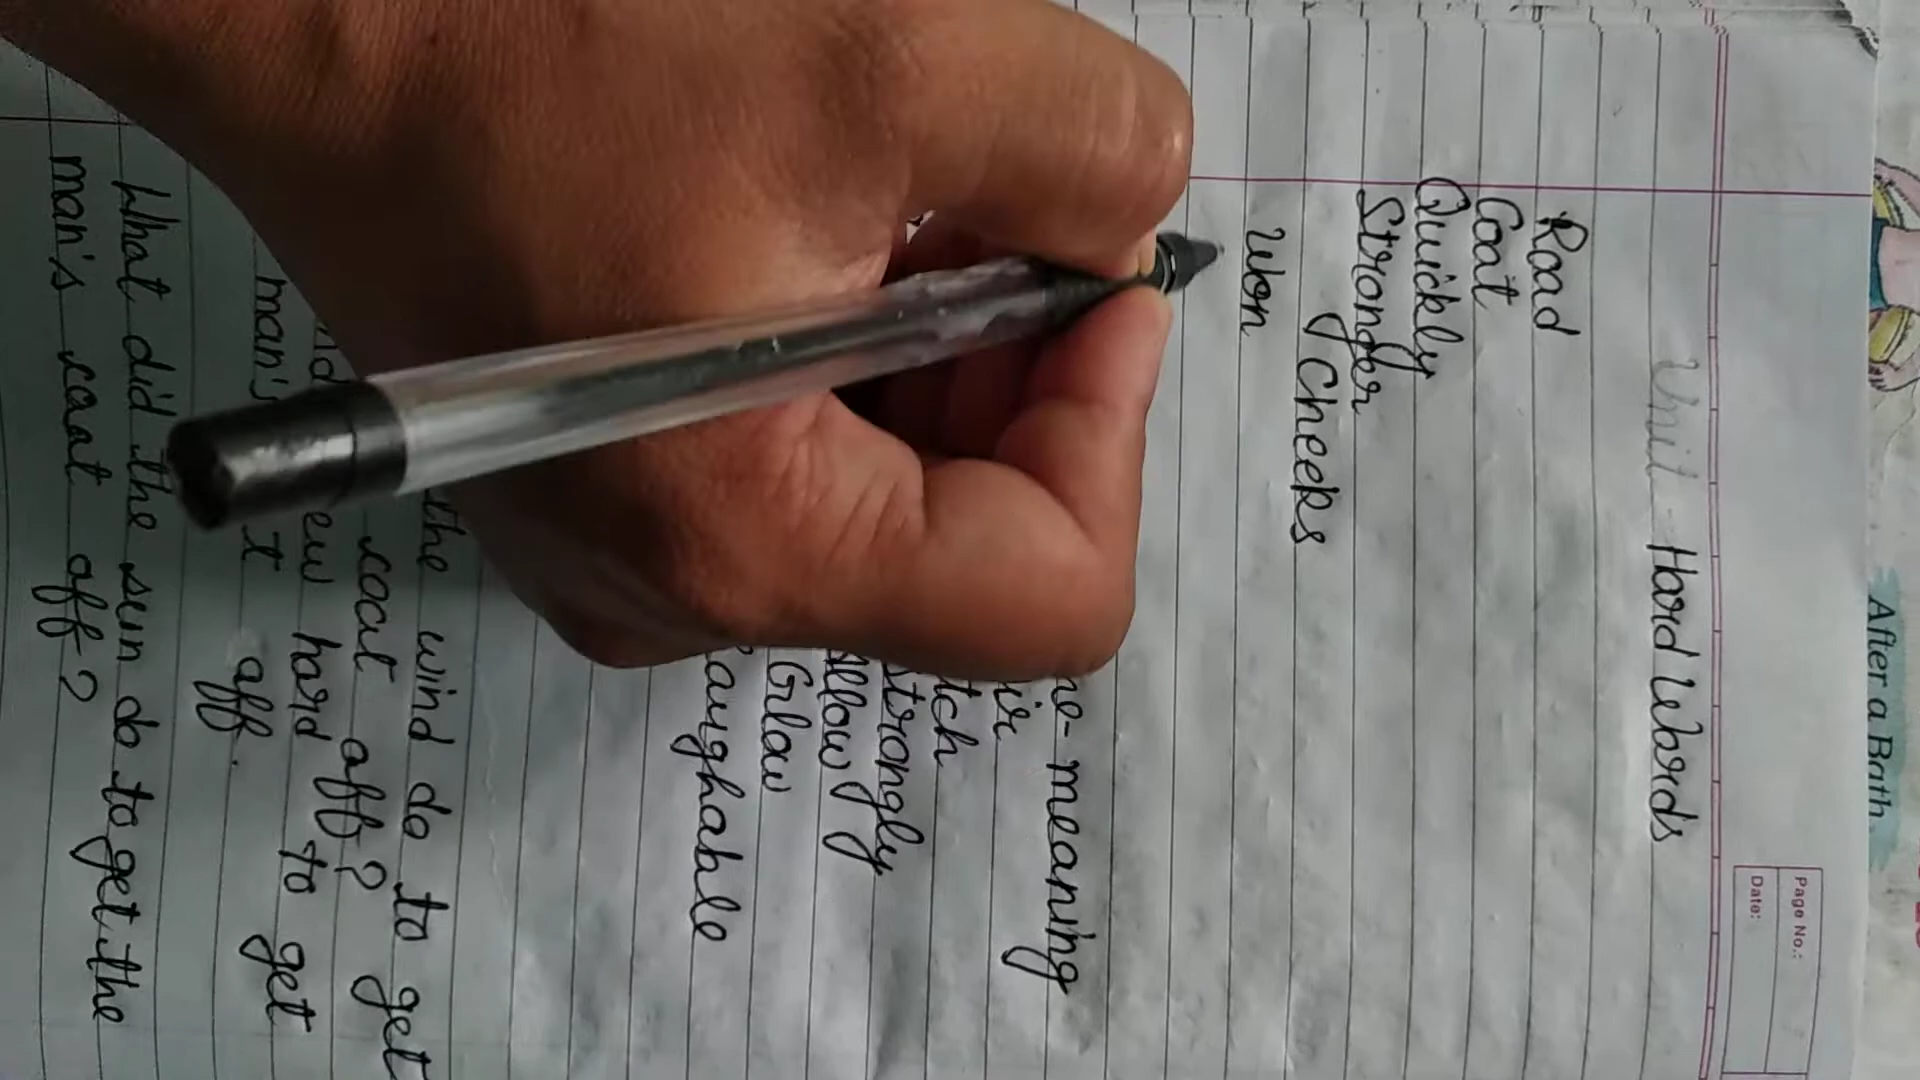 After a Bath
Page No.:
Date:
Unit Hard Words
Road
Coat
Quickly
Stronger
Cheeks
Won
meaning
Strongly
Glow
aughable
the wind do to get
coat off?
hard to get
man's off.
What did the sun do to get the
man's coat off?